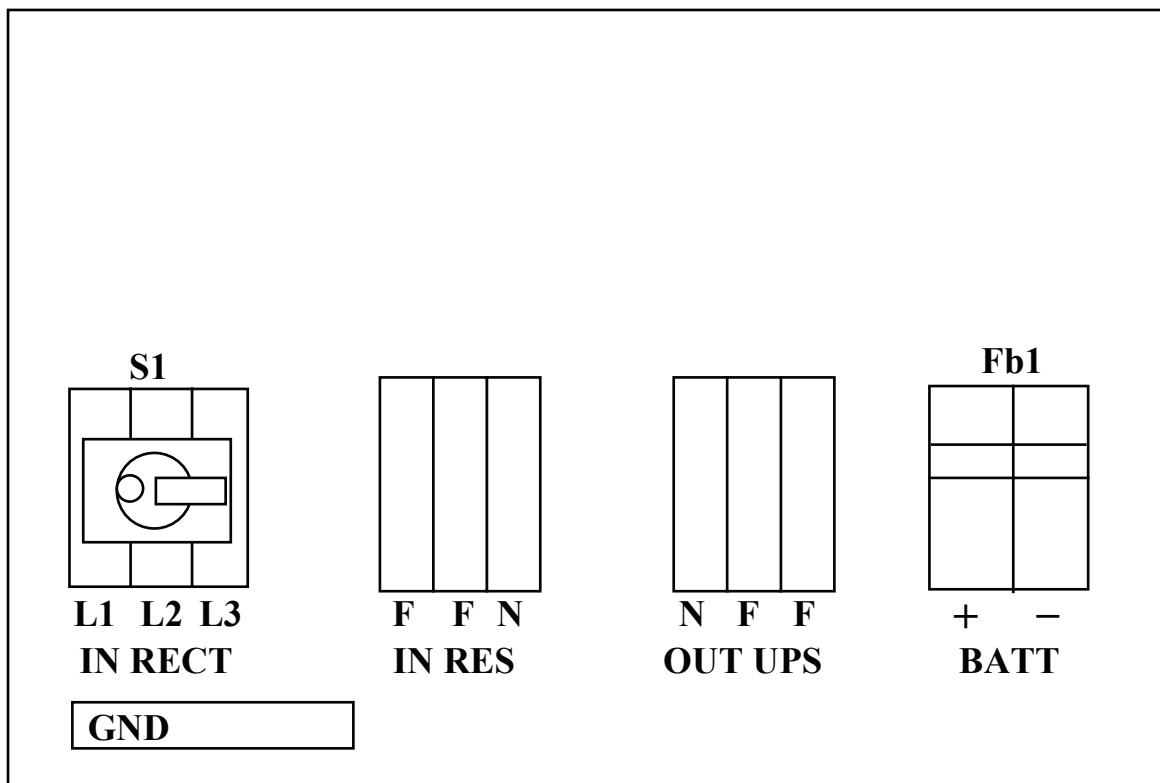 S1
Fb1
L1 L2 L3
F F N
N F F
+ −
IN RECT
IN RES
OUT UPS
BATT
GND